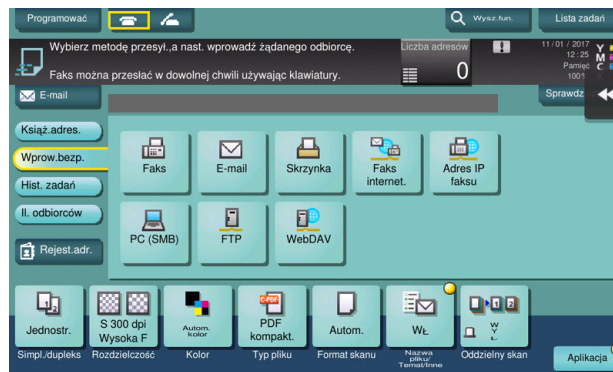 Programować
Wysz.fun.
Lista zadań
Wybierz metodę przesył.,a nast. wprowadź żądanego odbiorcę.
Faks można przesłać w dowolnej chwili używając klawiatury.
Liczba adresów
0
11/01 / 2017
12:25
Pamięć
100%
Y
M
C
E-mail
Sprawdz
Książ.adres.
Wprow.bezp.
Hist. zadań
Il. odbiorców
Rejest.adr.
Faks
E-mail
Skrzynka
Faks
internet.
Adres IP
faksu
PC (SMB)
FTP
WebDAV
Jednostr.
S 300 dpi
Wysoka F
Autom.
kolor
C-PDF
PDF
kompakt.
Autom.
WŁ
WYŁ
Simpl./dupleks
Rozdzielczość
Kolor
Typ pliku
Format skanu
Nazwa
pliku/
Temat/Inne
Oddzielny skan
Aplikacja